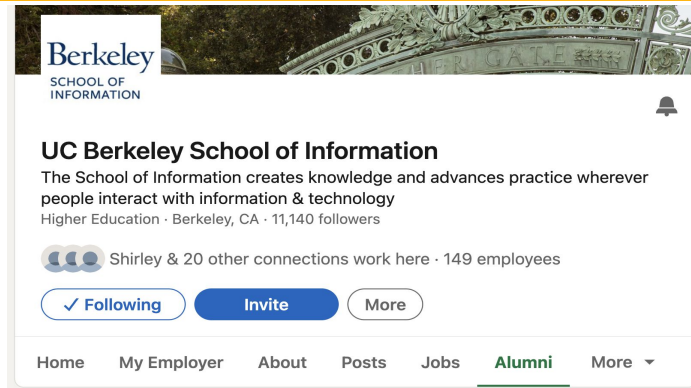 Berkeley
SCHOOL OF
INFORMATION
HER GATE
UC Berkeley School of Information
The School of Information creates knowledge and advances practice wherever
people interact with information & technology
Higher Education · Berkeley, CA · 11,140 followers
Shirley & 20 other connections work here · 149 employees
✓ Following Invite More
Home My Employer About Posts Jobs Alumni More